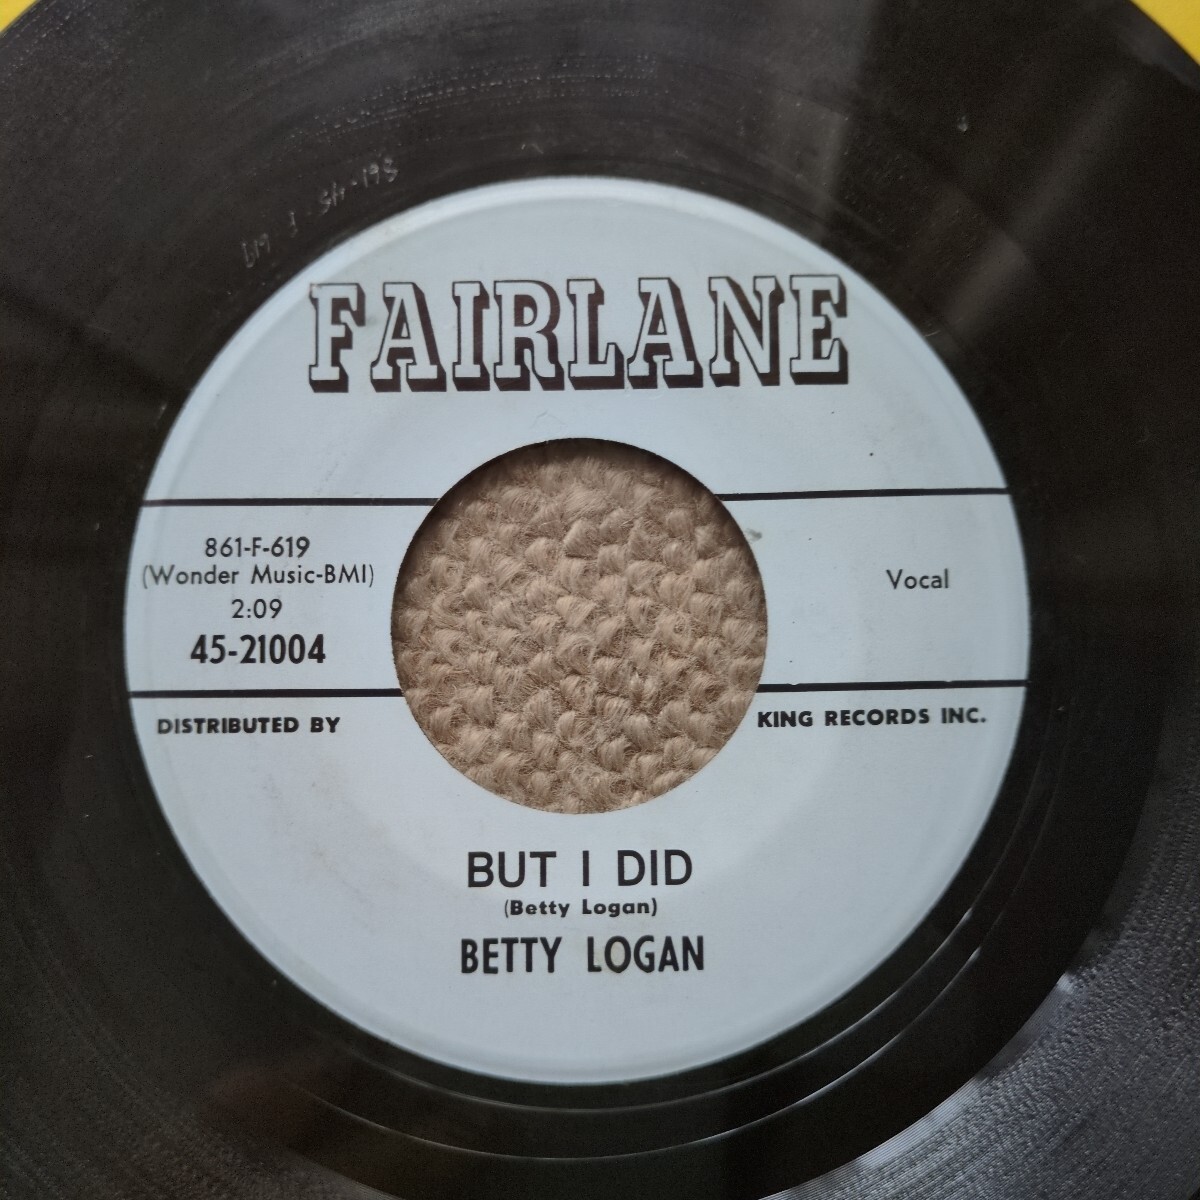 FAIRLANE
861-F-619
(Wonder Music-BMI)
2:09
45-21004
Vocal
DISTRIBUTED BY
KING RECORDS INC.
BUT I DID
(Betty Logan)
BETTY LOGAN